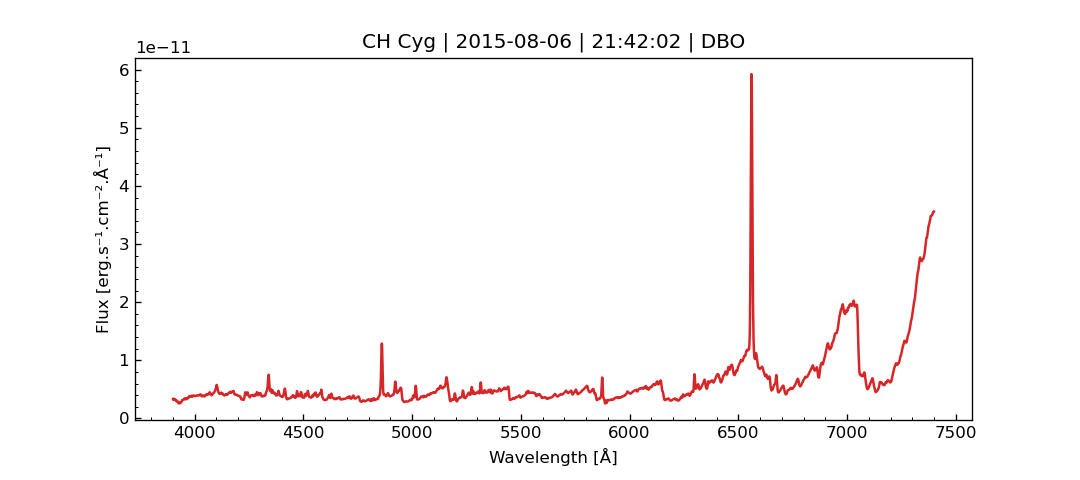 CH Cyg | 2015-08-06 | 21:42:02 | DBO
1e−11
6
5
4
3
2
1
0
Flux [erg.s⁻¹.cm⁻².Å⁻¹]
4000 4500 5000 5500 6000 6500 7000 7500
Wavelength [Å]